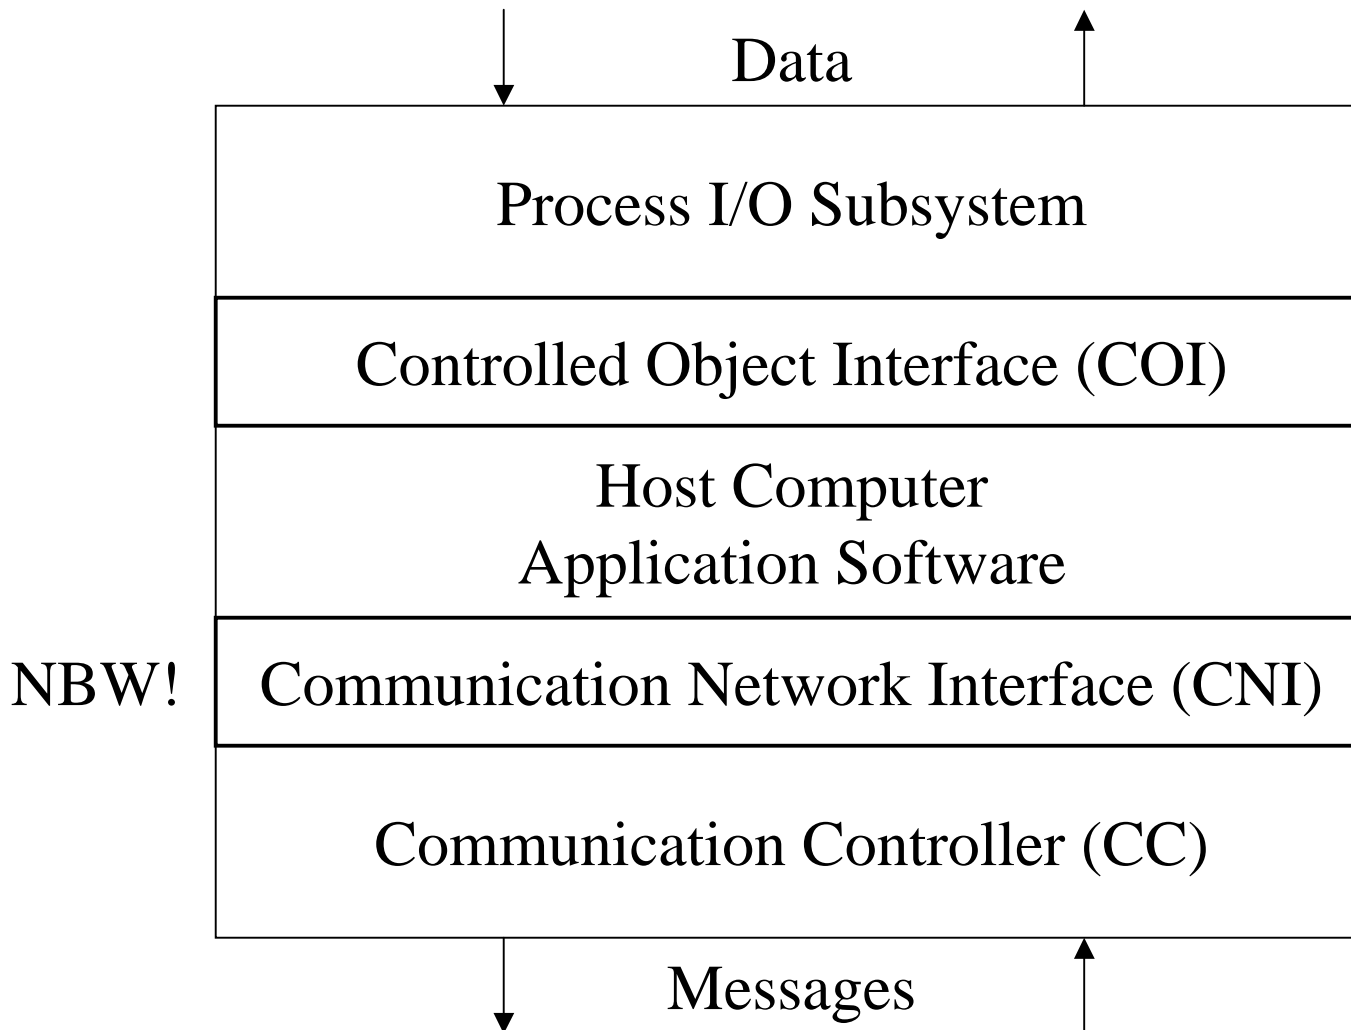 Data
Process I/O Subsystem
Controlled Object Interface (COI)
Host Computer
Application Software
NBW!
Communication Network Interface (CNI)
Communication Controller (CC)
Messages